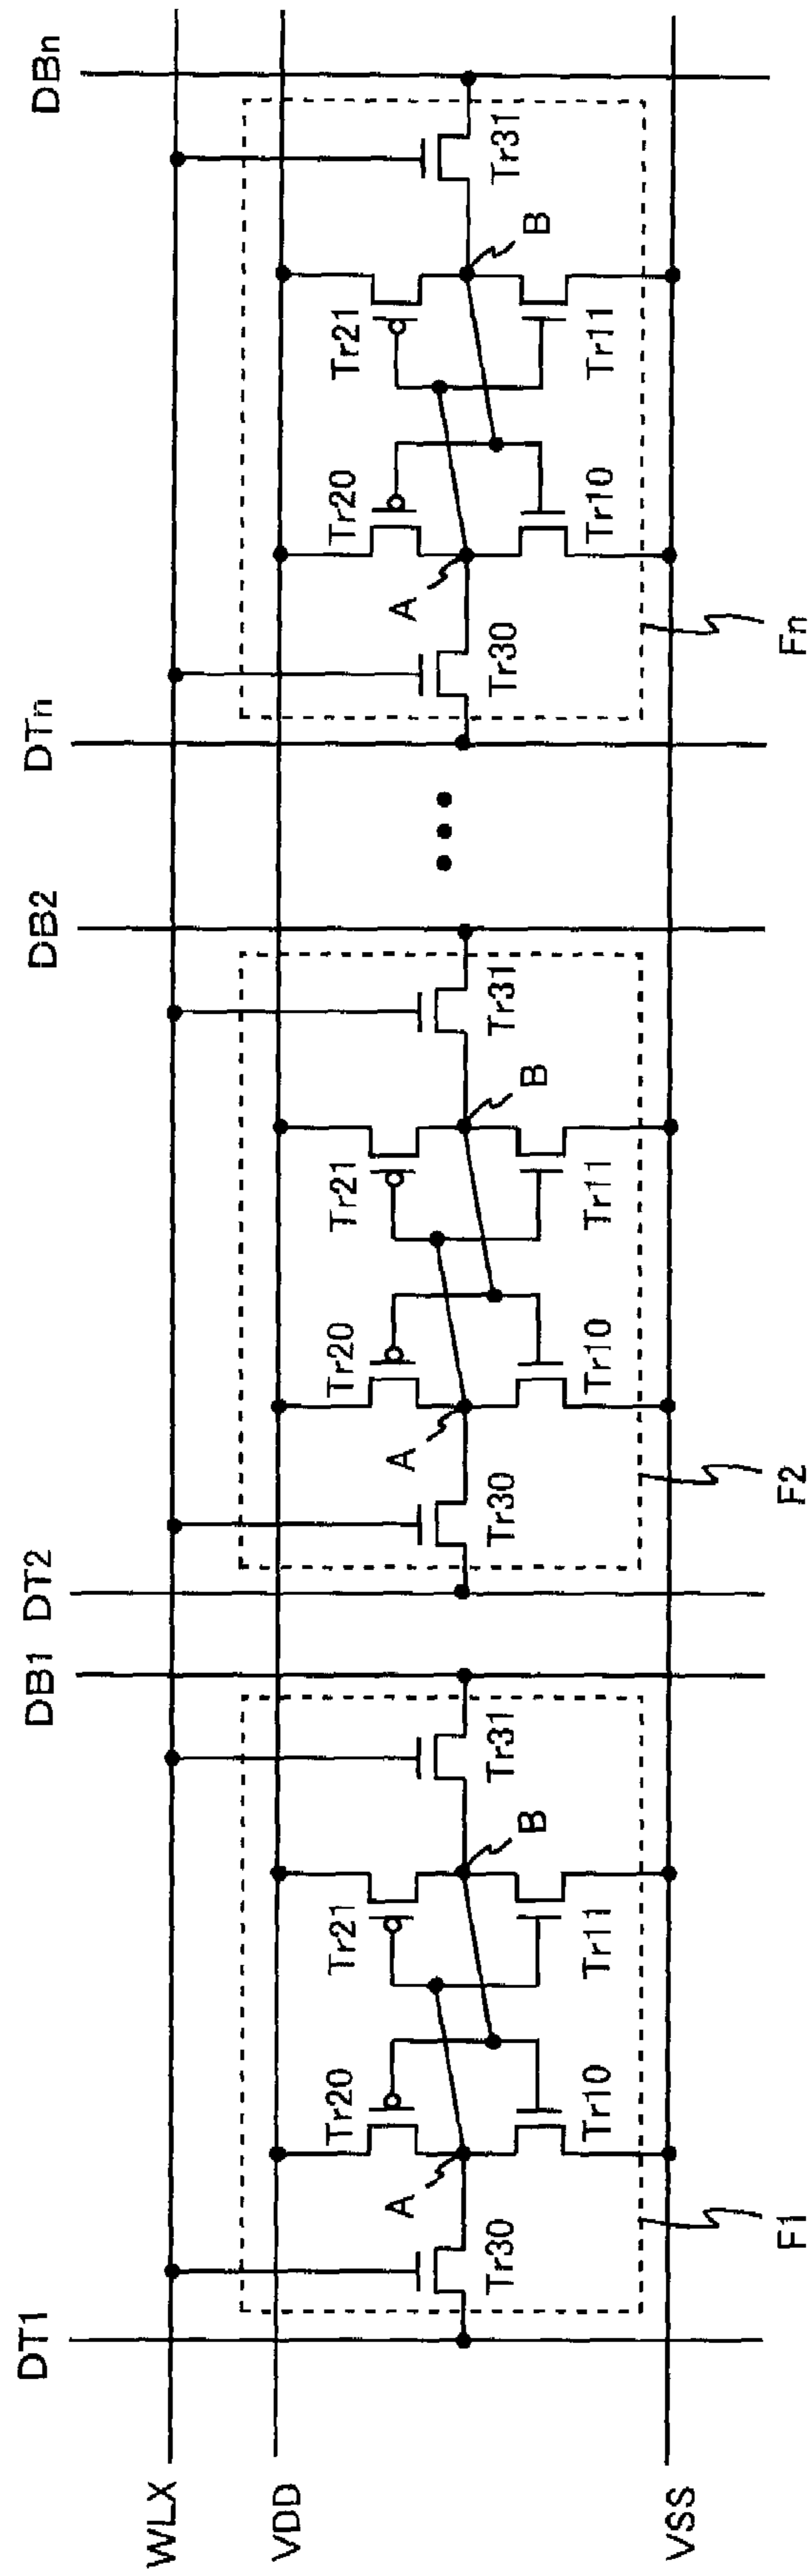 DT1 DB1 DT2 DB2 DTn DBn
WLX
VDD
Tr20 Tr21 Tr20 Tr21 Tr20 Tr21
A A A
Tr30 B Tr31 Tr30 B Tr31 Tr30 B Tr31
Tr10 Tr11 Tr10 Tr11 Tr10 Tr11
VSS
F1 F2 Fn